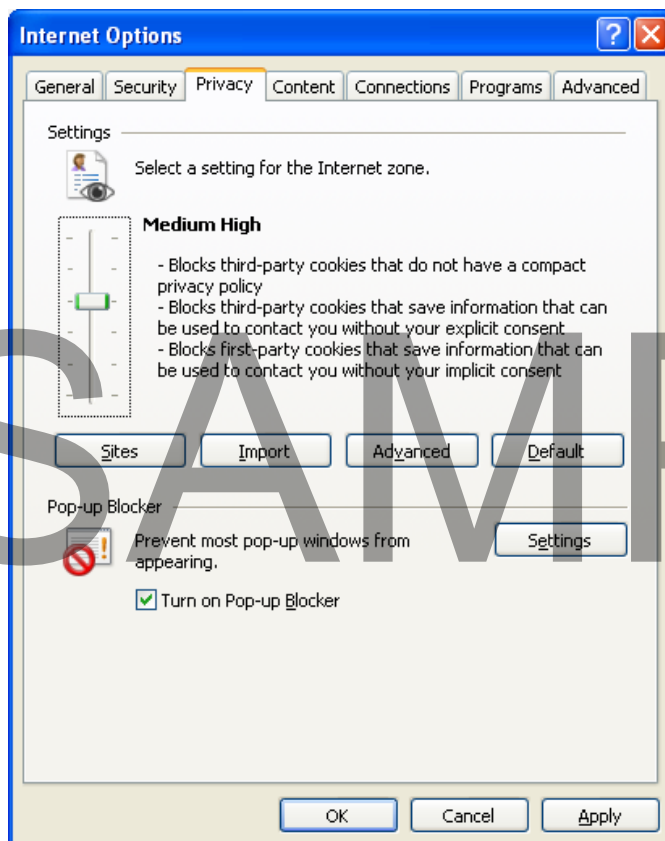 Internet Options
?
General Security Privacy Content Connections Programs Advanced
Settings
Select a setting for the Internet zone.
Medium High
- Blocks third-party cookies that do not have a compact
privacy policy
- Blocks third-party cookies that save information that can
be used to contact you without your explicit consent
- Blocks first-party cookies that save information that can
be used to contact you without your implicit consent
Sites Import Advanced Default
Pop-up Blocker
Prevent most pop-up windows from
appearing.
Settings
Turn on Pop-up Blocker
OK Cancel Apply